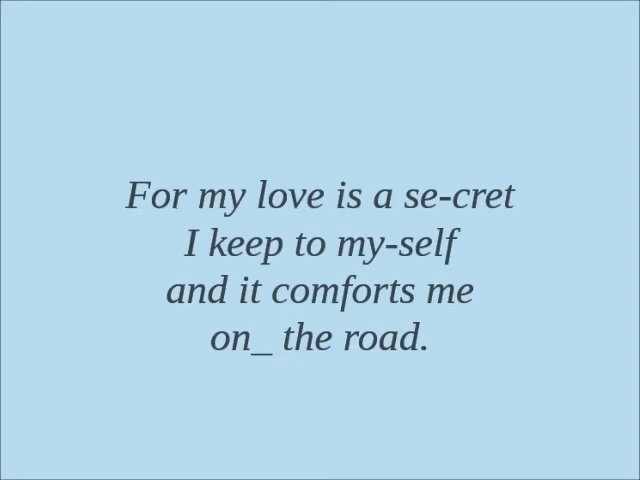 For my love is a se-cret
I keep to my-self
and it comforts me
on_ the road.